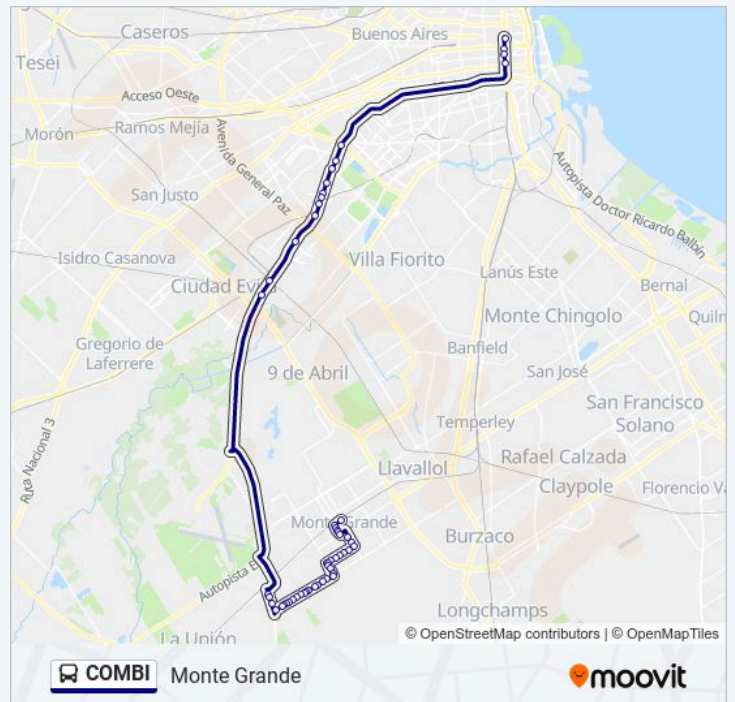 Caseros
Buenos Aires
Tesei
Acceso Oeste
Morón
Ramos Mejía
Avenida General Paz
San Justo
Autopista Doctor Ricardo Balbín
Isidro Casanova
Villa Fiorito
Lanús Este
Ciudad Evita
Bernal
Monte Chingolo
Quilm
Gregorio de
Laferrere
Banfield
9 de Abril
San José
San Francisco
Solano
Ruta Nacional 3
Temperley
Rafael Calzada
Llavallol
Claypole
Florencio Va
Monte Grande
Burzaco
Autopista E
Longchamps
La Unión
© OpenStreetMap contributors | © OpenMapTiles
COMBI
Monte Grande
moovit